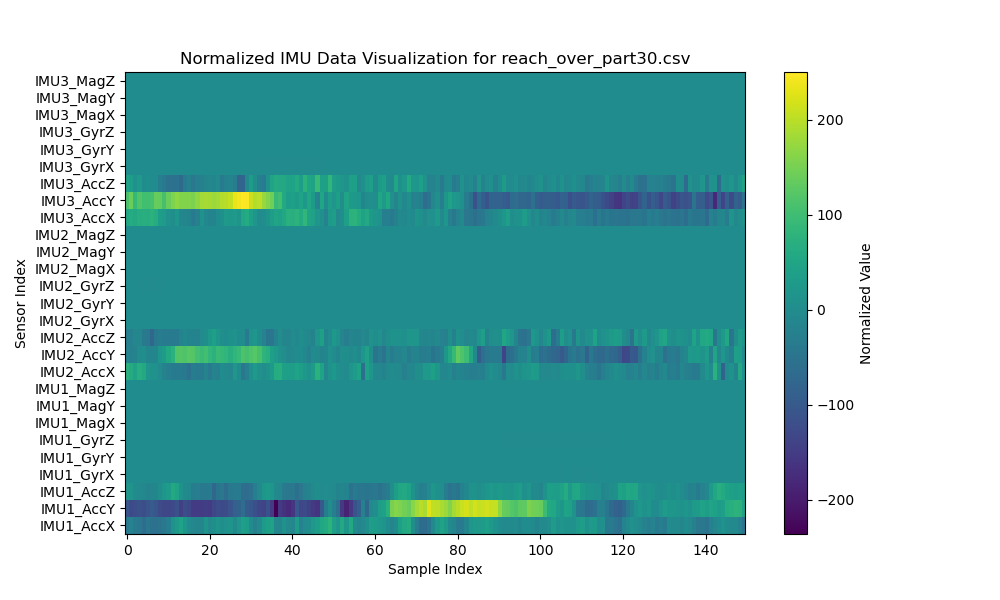 Normalized IMU Data Visualization for reach_over_part30.csv
Sensor Index
IMU3_MagZ
IMU3_MagY
IMU3_MagX
IMU3_GyrZ
IMU3_GyrY
IMU3_GyrX
IMU3_AccZ
IMU3_AccY
IMU3_AccX
IMU2_MagZ
IMU2_MagY
IMU2_MagX
IMU2_GyrZ
IMU2_GyrY
IMU2_GyrX
IMU2_AccZ
IMU2_AccY
IMU2_AccX
IMU1_MagZ
IMU1_MagY
IMU1_MagX
IMU1_GyrZ
IMU1_GyrY
IMU1_GyrX
IMU1_AccZ
IMU1_AccY
IMU1_AccX
0 20 40 60 80 100 120 140
Sample Index
200
100
0
−100
−200
Normalized Value